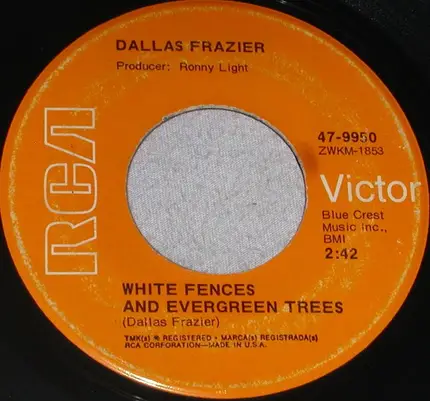 DALLAS FRAZIER
Producer: Ronny Light
RCA
47-9950
ZWKM-1853
Victor
Blue Crest
Music Inc.,
BMI
2:42
WHITE FENCES
AND EVERGREEN TREES
(Dallas Frazier)
TMK(s) ® REGISTERED • MARCA(s) REGISTRADA(s)
RCA CORPORATION—MADE IN U.S.A.